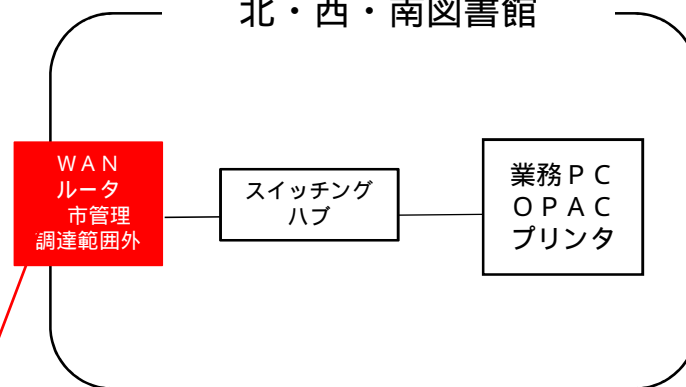 北・西・南図書館
ＷＡＮ
ルータ
市管理
調達範囲外
スイッチング
ハブ
業務ＰＣ
ＯＰＡＣ
プリンタ